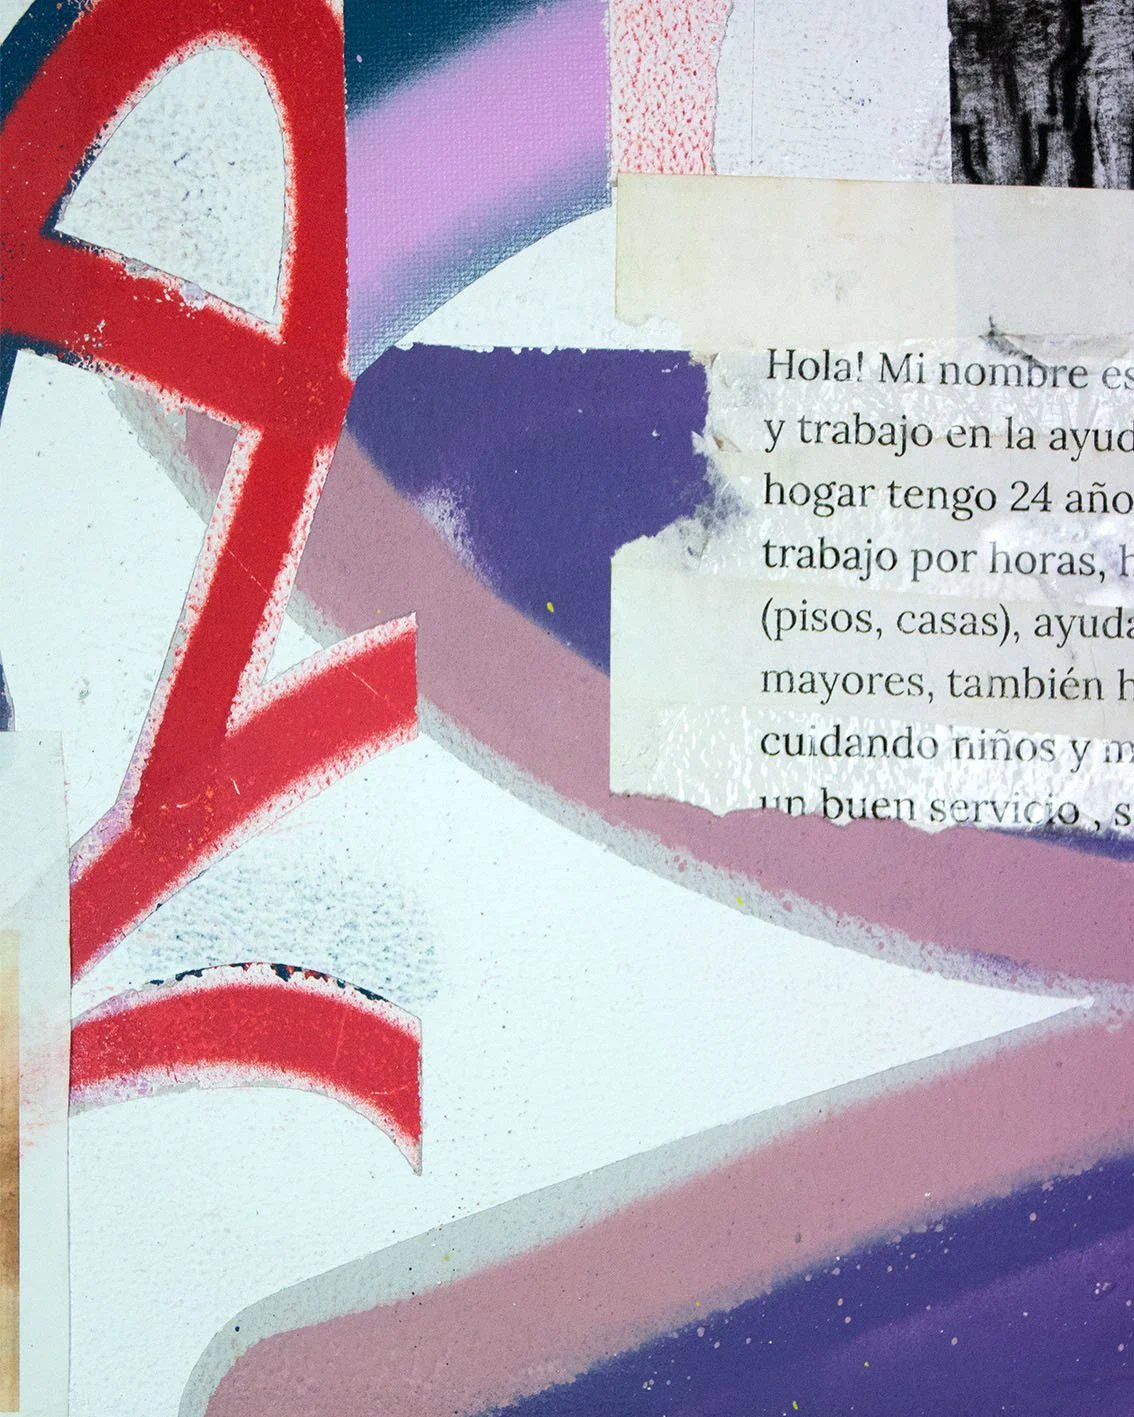 Hola! Mi nombre es
y trabajo en la ayud
hogar tengo 24 año
trabajo por horas, h
(pisos, casas), ayuda
mayores, también h
cuidando niños y m
un buen servicio , s